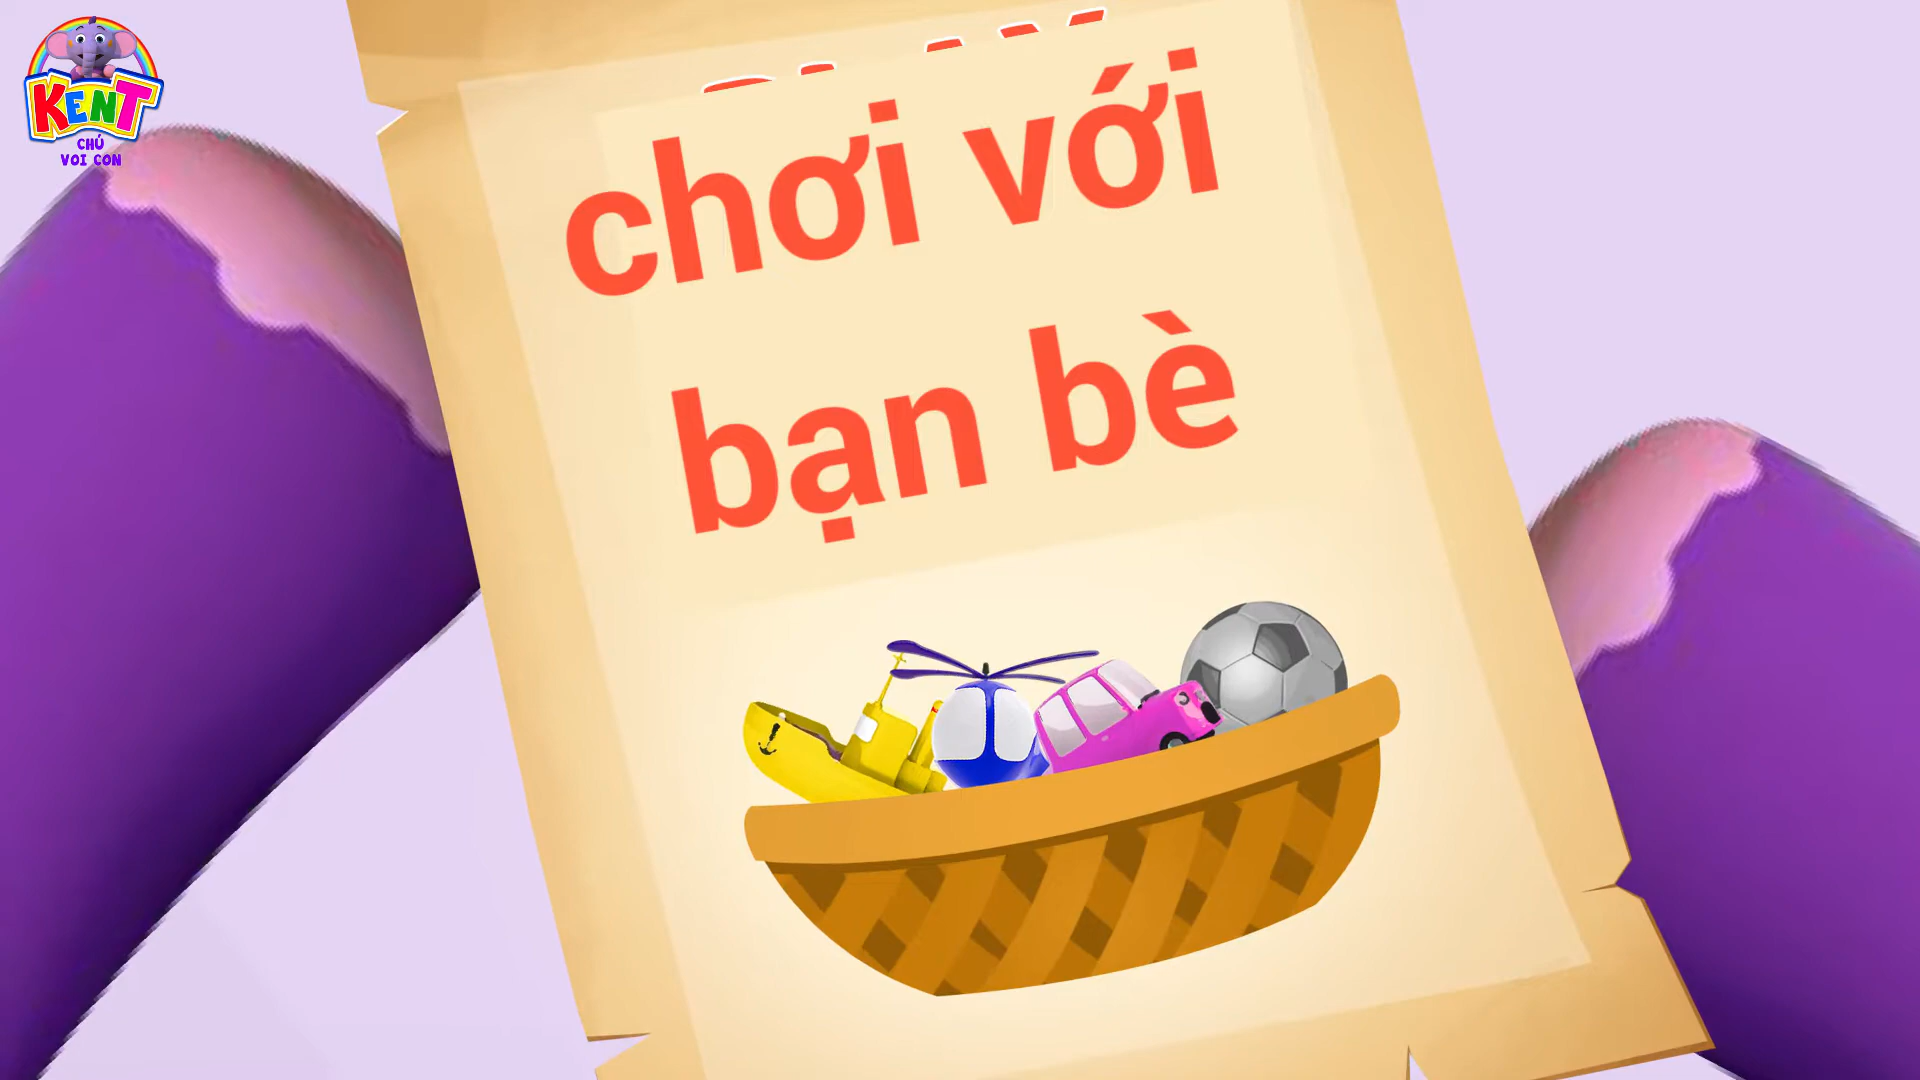 KENT
CHÚ
VOI CON
chơi với
bạn bè